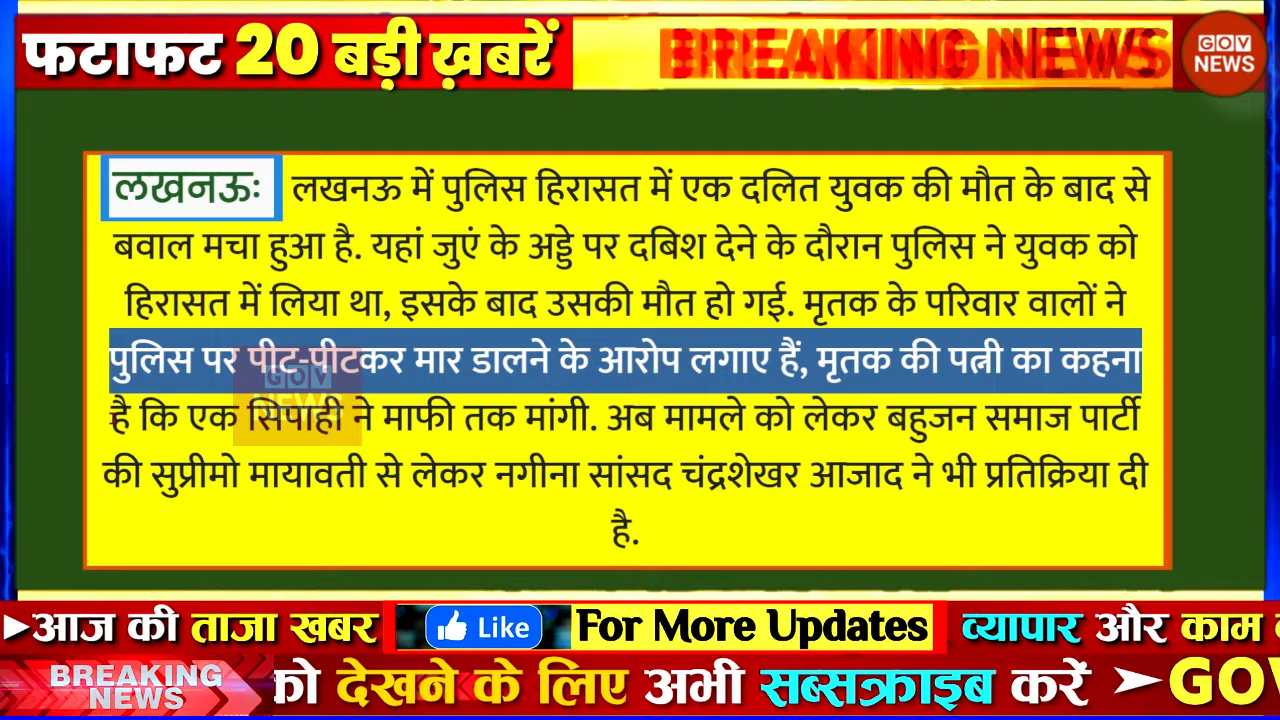 फटाफट 20 बड़ी ख़बरें
BREAKING NEWS
GOV
NEWS
लखनऊः लखनऊ में पुलिस हिरासत में एक दलित युवक की मौत के बाद से
बवाल मचा हुआ है. यहां जुएं के अड्डे पर दबिश देने के दौरान पुलिस ने युवक को
हिरासत में लिया था, इसके बाद उसकी मौत हो गई. मृतक के परिवार वालों ने
पुलिस पर पीट-पीटकर मार डालने के आरोप लगाए हैं, मृतक की पत्नी का कहना
है कि एक सिपाही ने माफी तक मांगी. अब मामले को लेकर बहुजन समाज पार्टी
की सुप्रीमो मायावती से लेकर नगीना सांसद चंद्रशेखर आजाद ने भी प्रतिक्रिया दी
है.
GOV
NEWS
आज की ताजा खबर Like For More Updates व्यापार और काम
BREAKING
NEWS
को देखने के लिए अभी सब्सक्राइब करें GOV